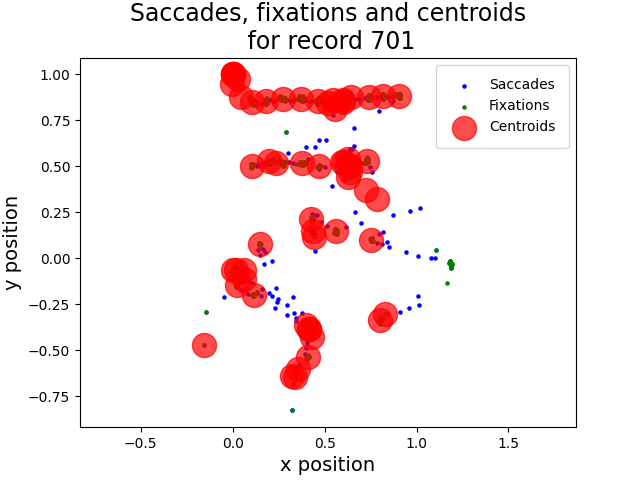 Saccades, fixations and centroids
for record 701
1.00
0.75
0.50
0.25
0.00
−0.25
−0.50
−0.75
y position
Saccades
Fixations
Centroids
−0.5
0.0
0.5
1.0
1.5
x position